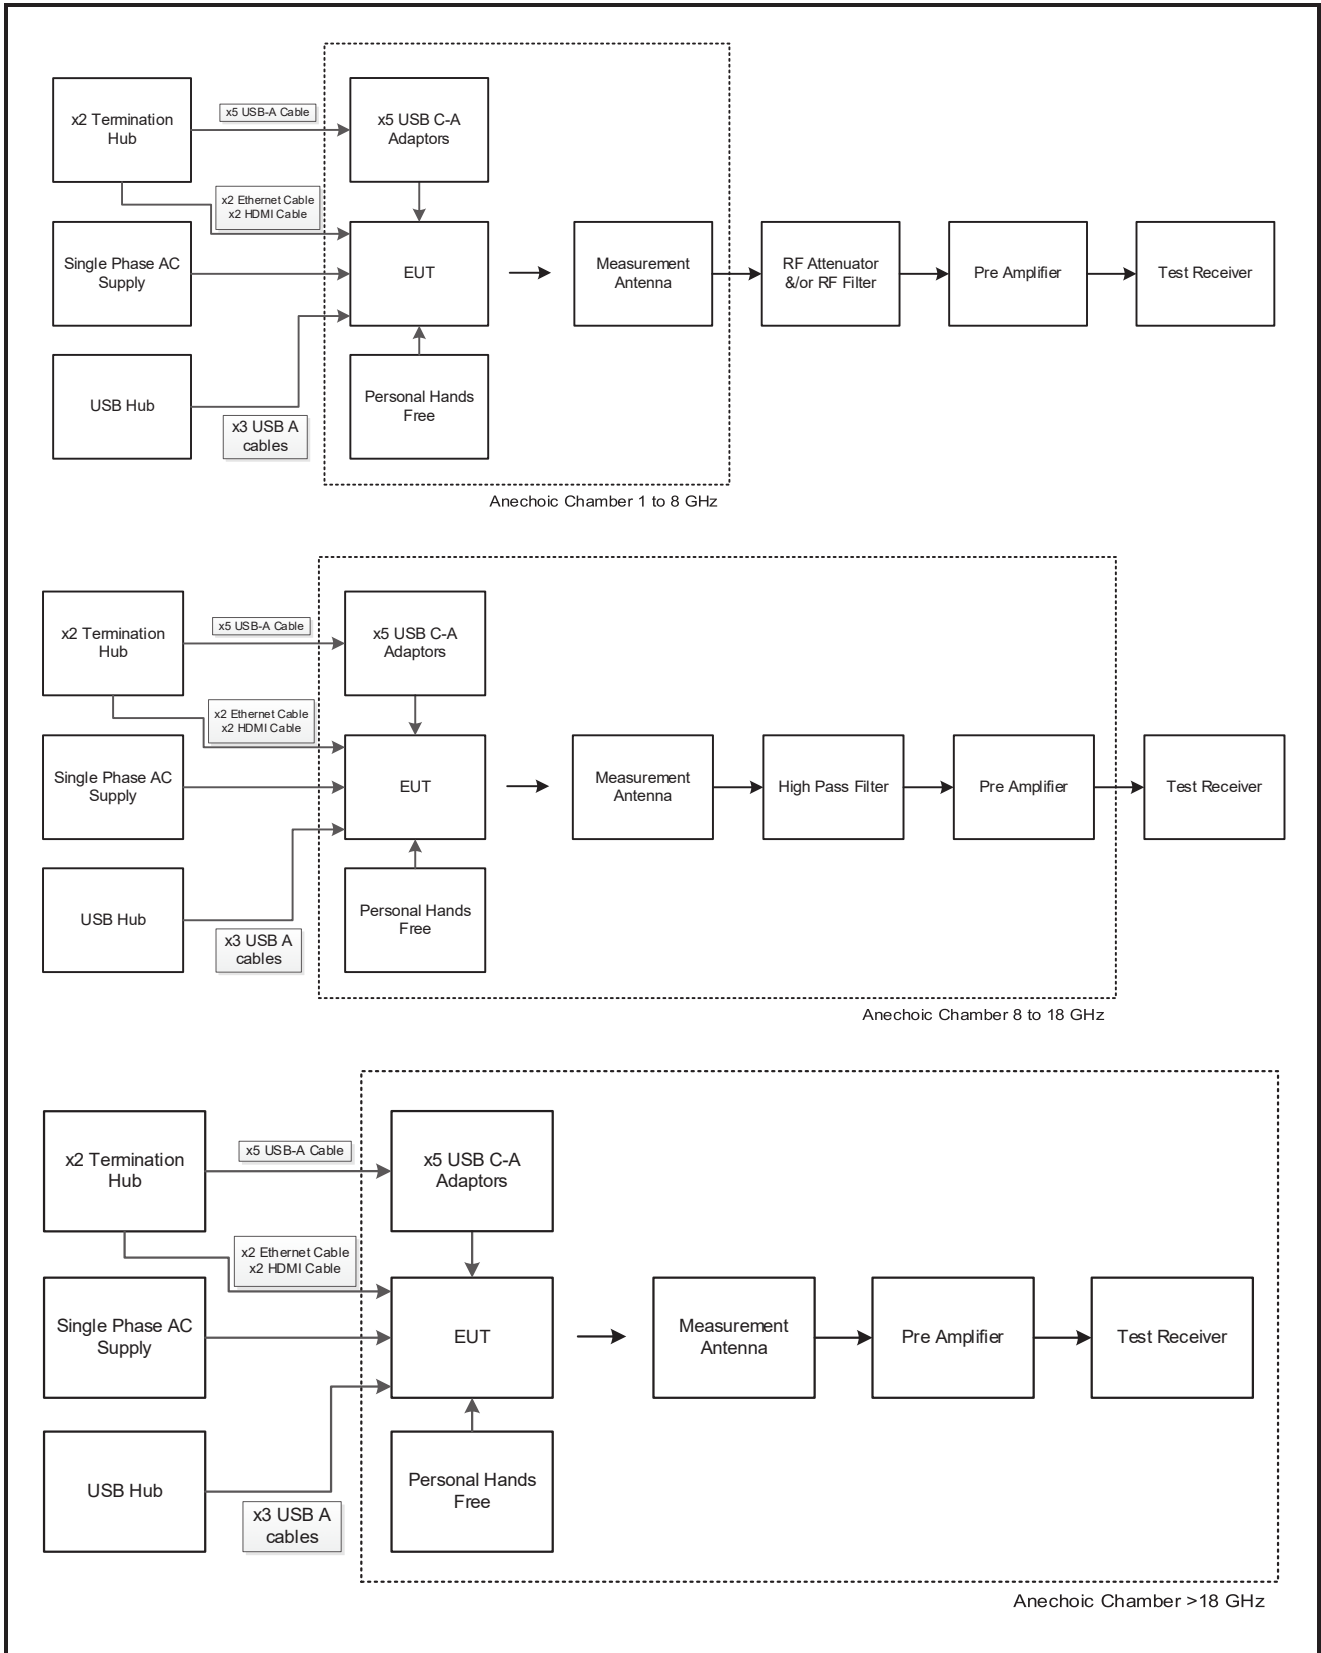 x2 Termination
Hub
x5 USB-A Cable
x5 USB C-A
Adaptors
x2 Ethernet Cable
x2 HDMI Cable
Single Phase AC
Supply
EUT
Measurement
Antenna
RF Attenuator
&/or RF Filter
Pre Amplifier
Test Receiver
USB Hub
x3 USB A
cables
Personal Hands
Free
Anechoic Chamber 1 to 8 GHz
x2 Termination
Hub
x5 USB-A Cable
x5 USB C-A
Adaptors
x2 Ethernet Cable
x2 HDMI Cable
Single Phase AC
Supply
EUT
Measurement
Antenna
High Pass Filter
Pre Amplifier
Test Receiver
USB Hub
x3 USB A
cables
Personal Hands
Free
Anechoic Chamber 8 to 18 GHz
x2 Termination
Hub
x5 USB-A Cable
x5 USB C-A
Adaptors
x2 Ethernet Cable
x2 HDMI Cable
Single Phase AC
Supply
EUT
Measurement
Antenna
Pre Amplifier
Test Receiver
USB Hub
x3 USB A
cables
Personal Hands
Free
Anechoic Chamber >18 GHz